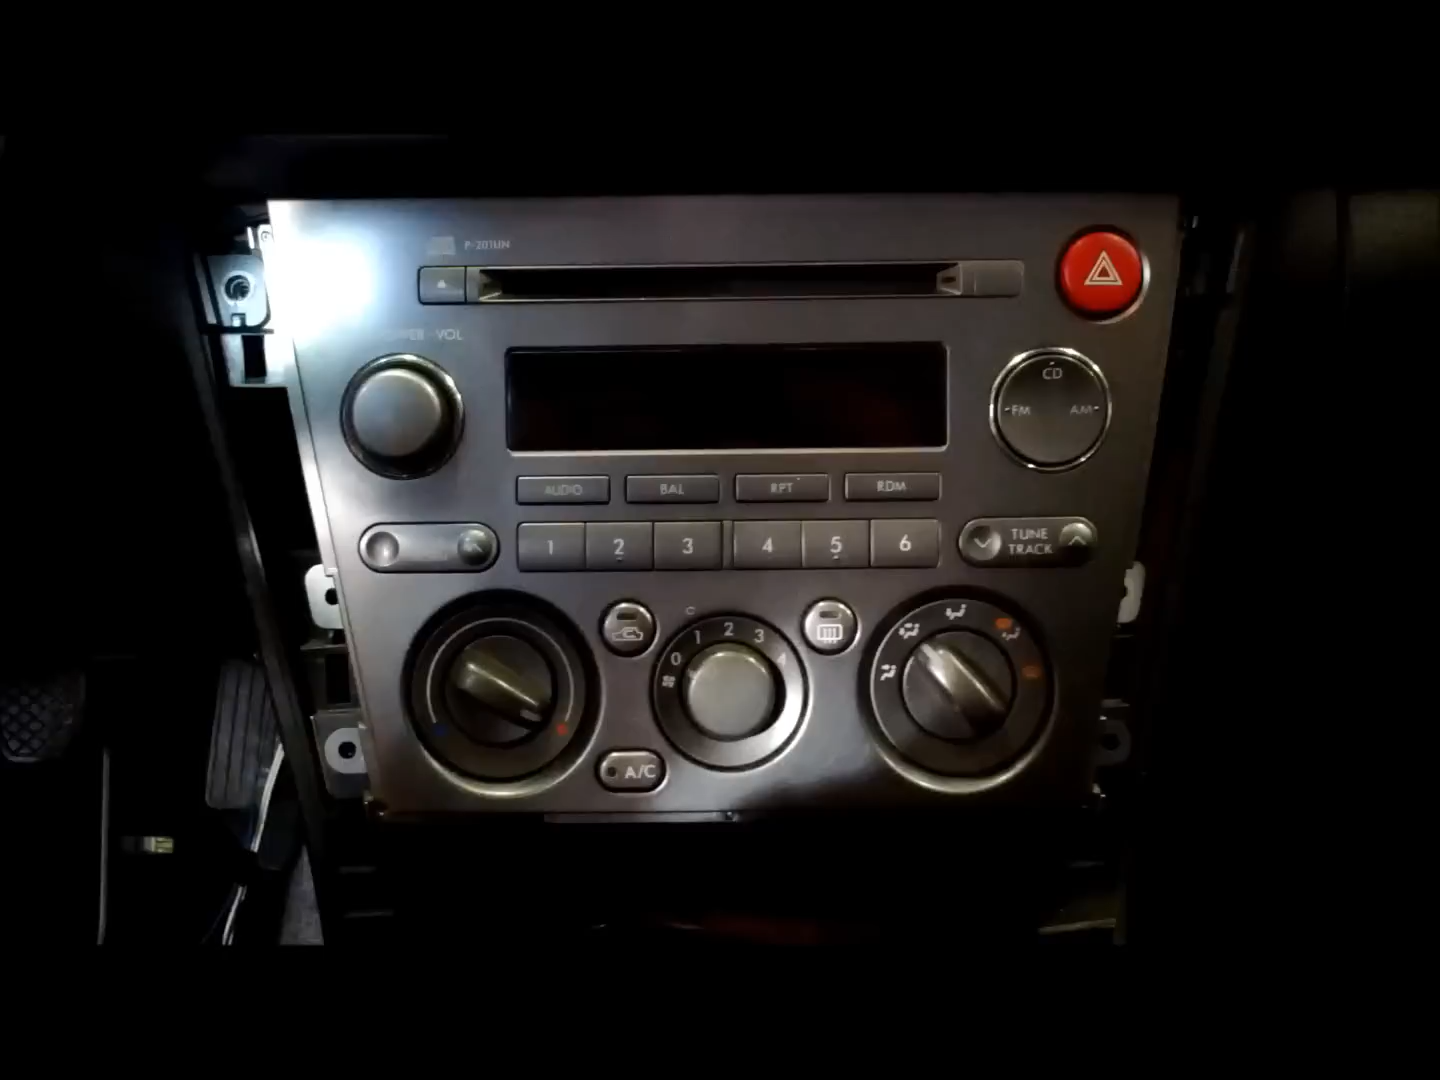 P-201UN
POWER VOL
CD
FM AM
AUDIO BAL RPT RDM
1 2 3 4 5 6
TUNE
TRACK
C
0 1 2 3 4
A/C